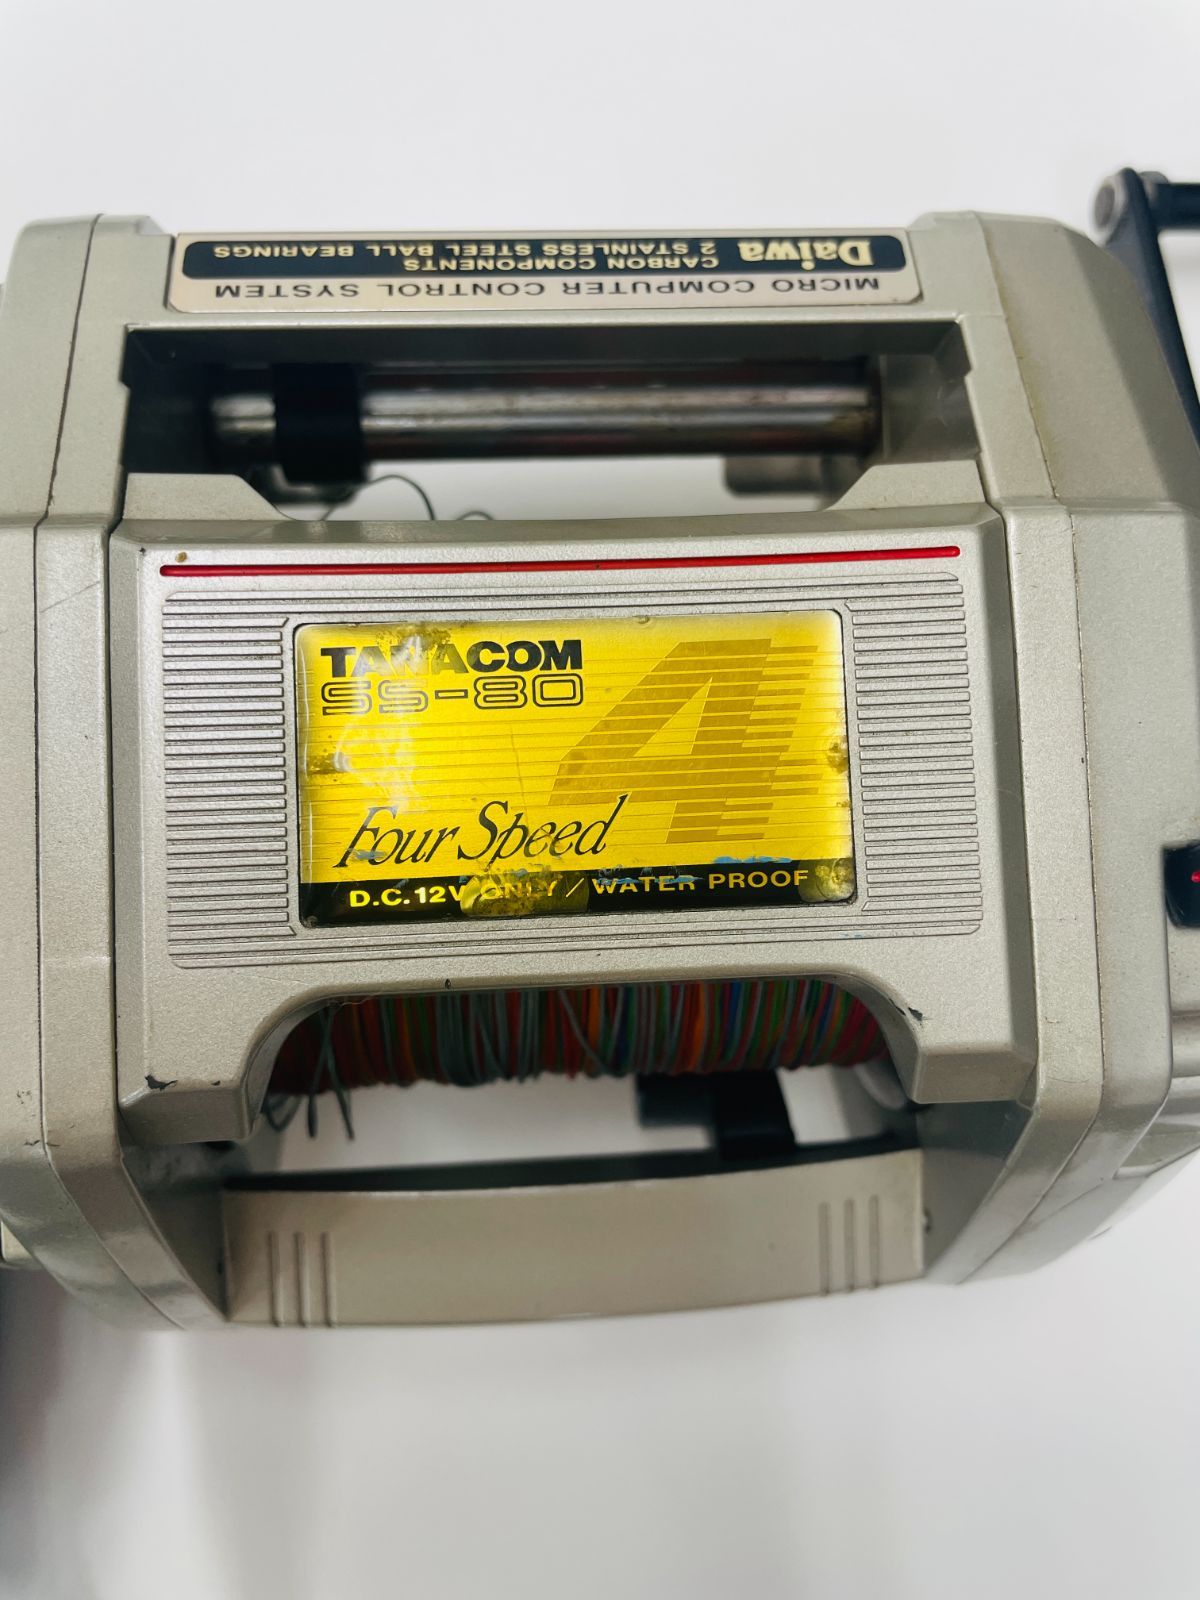 MICRO COMPUTER CONTROL SYSTEM
Daiwa CARBON COMPONENTS
2 STAINLESS STEEL BALL BEARINGS
TANACOM
SS-80
4
Four Speed
D.C.12V ONLY / WATER PROOF